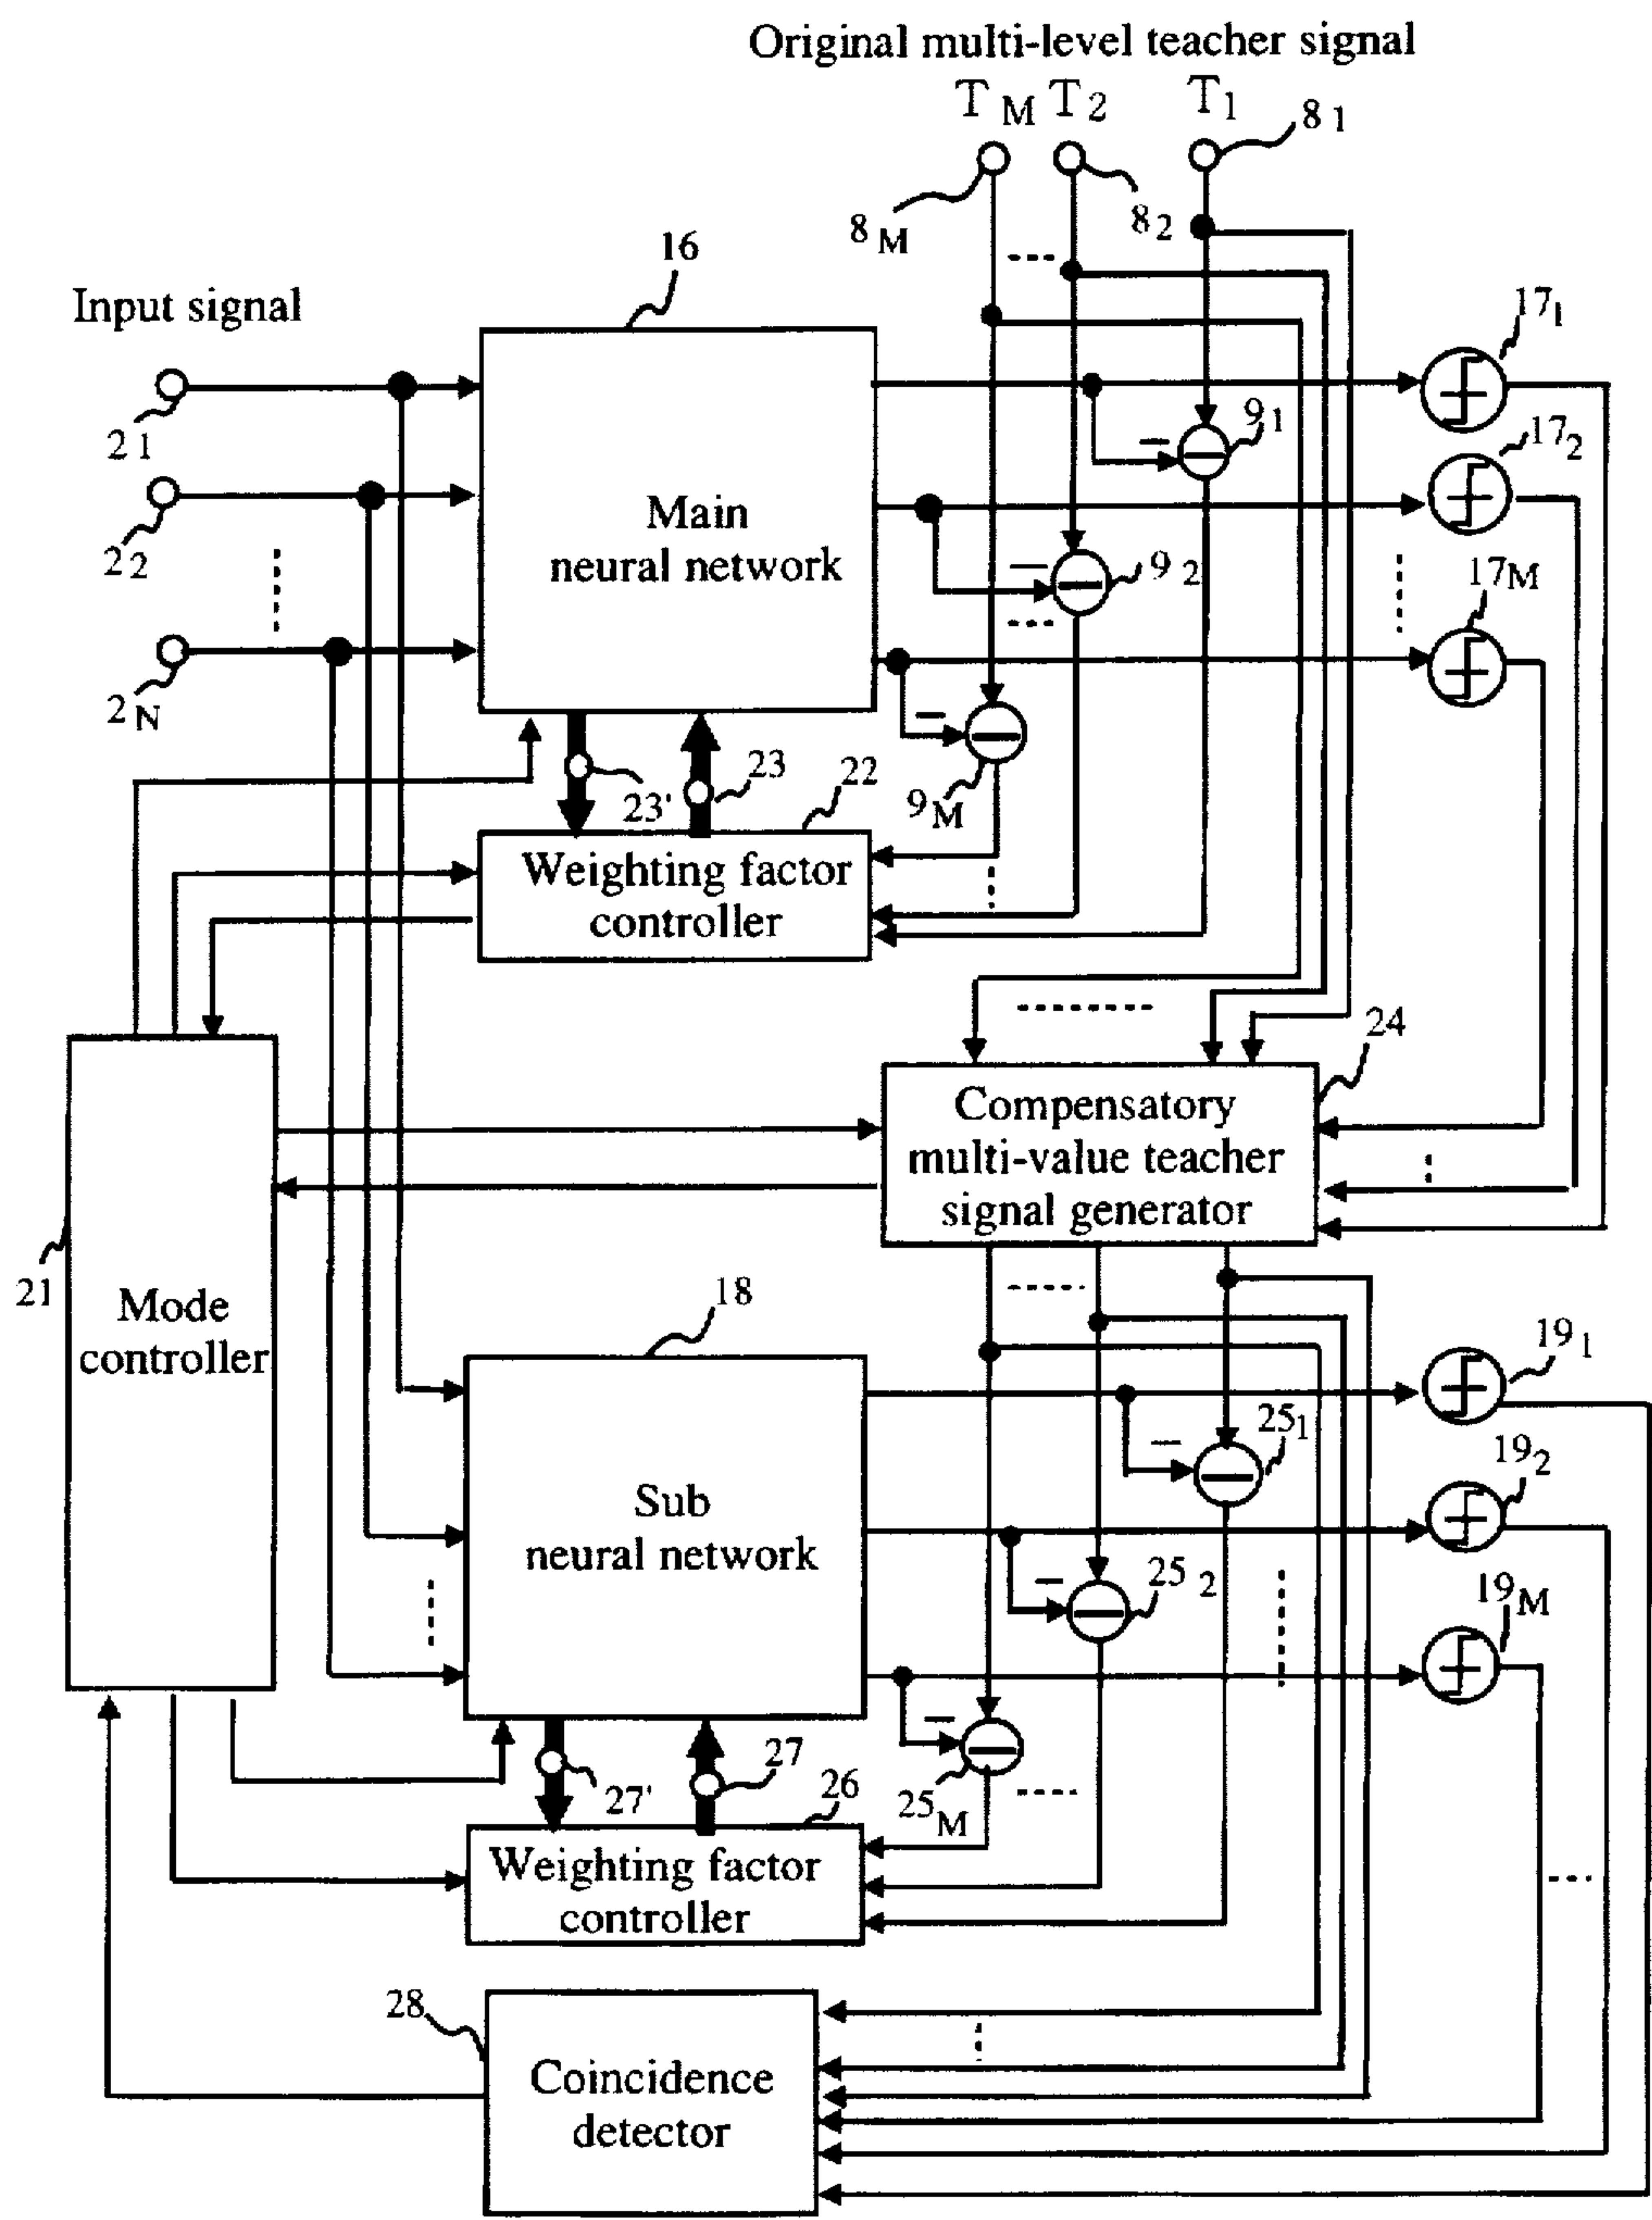 Original multi-level teacher signal
T M T 2 T 1
8 1
8 M
8 2
16
Input signal
17 1
2 1
9 1
17 2
Main
neural network
2 2
9 2
17 M
2 N
23'
23
22
9 M
Weighting factor
controller
24
Compensatory
multi-value teacher
signal generator
21
Mode
controller
18
19 1
25 1
19 2
Sub
neural network
25 2
19 M
27'
27
26
25 M
Weighting factor
controller
28
Coincidence
detector